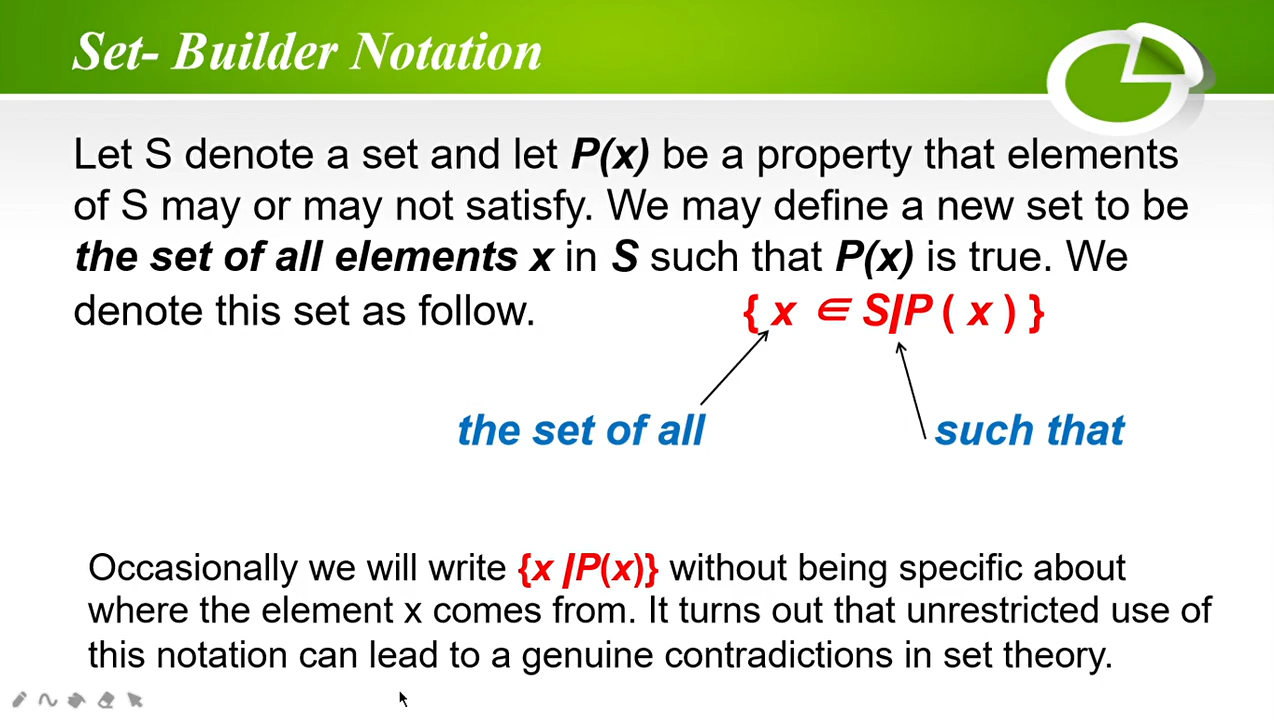 Set- Builder Notation
Let S denote a set and let P(x) be a property that elements
of S may or may not satisfy. We may define a new set to be
the set of all elements x in S such that P(x) is true. We
denote this set as follow. { x ∈ S|P ( x ) }
the set of all such that
Occasionally we will write {x |P(x)} without being specific about
where the element x comes from. It turns out that unrestricted use of
this notation can lead to a genuine contradictions in set theory.